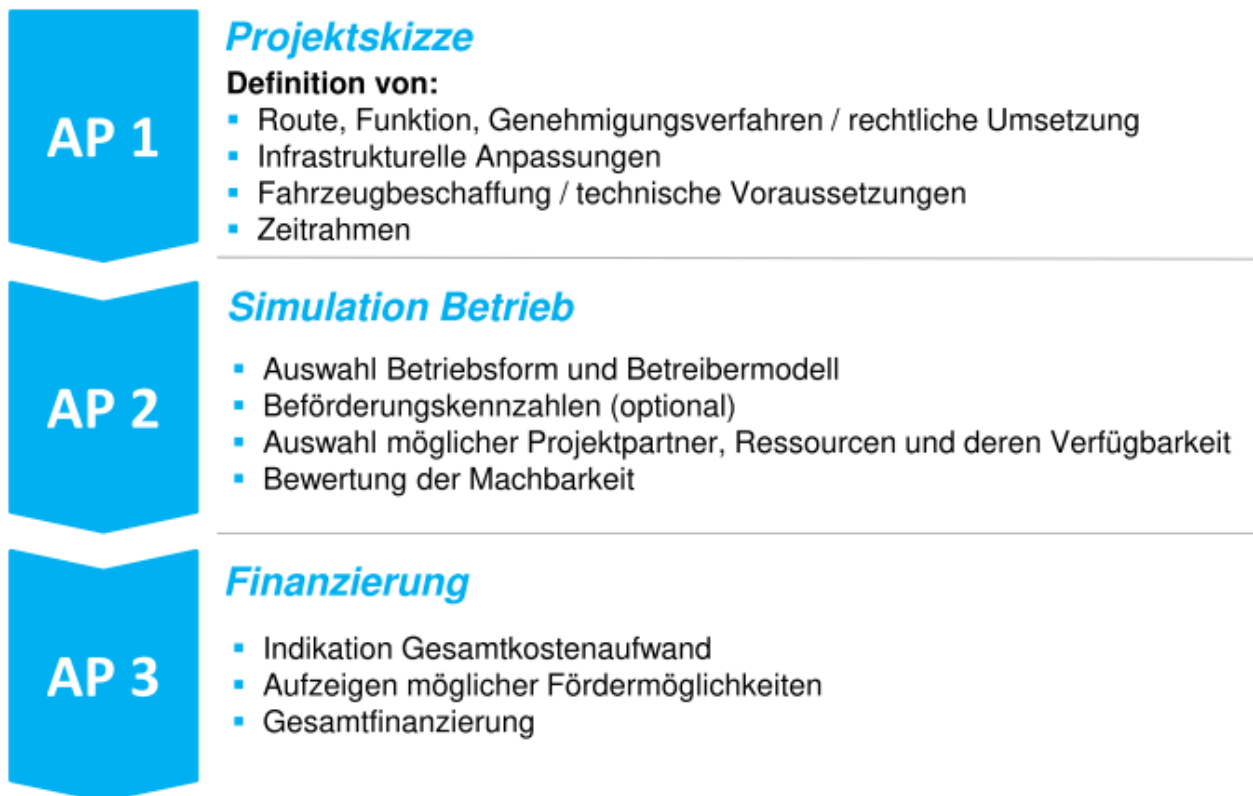 AP 1
Projektskizze
Definition von:
▪ Route, Funktion, Genehmigungsverfahren / rechtliche Umsetzung
▪ Infrastrukturelle Anpassungen
▪ Fahrzeugbeschaffung / technische Voraussetzungen
▪ Zeitrahmen
AP 2
Simulation Betrieb
▪ Auswahl Betriebsform und Betreibermodell
▪ Beförderungskennzahlen (optional)
▪ Auswahl möglicher Projektpartner, Ressourcen und deren Verfügbarkeit
▪ Bewertung der Machbarkeit
AP 3
Finanzierung
▪ Indikation Gesamtkostenaufwand
▪ Aufzeigen möglicher Fördermöglichkeiten
▪ Gesamtfinanzierung